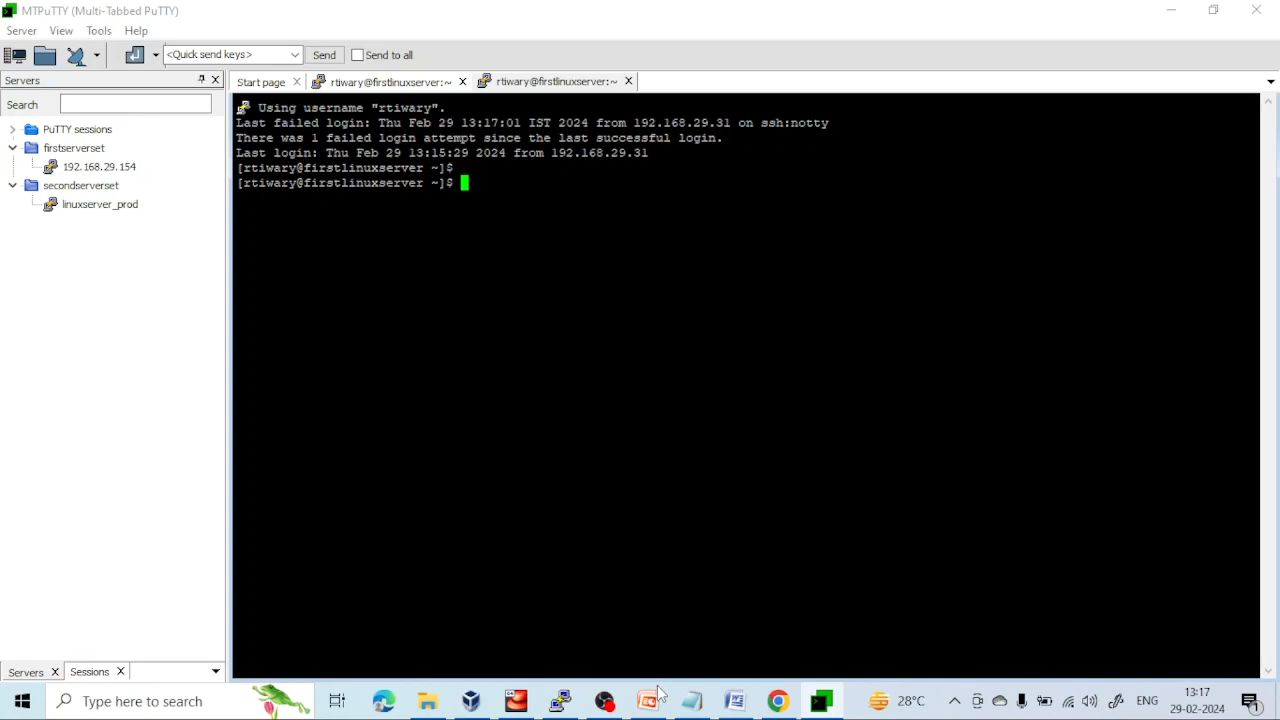 MTPuTTY (Multi-Tabbed PuTTY)
Server View Tools Help
<Quick send keys> Send Send to all
Servers
Start page rtiwary@firstlinuxserver:~ rtiwary@firstlinuxserver:~
Search
PuTTY sessions
firstserverset
192.168.29.154
secondserverset
linuxserver_prod
Using username "rtiwary".
Last failed login: Thu Feb 29 13:17:01 IST 2024 from 192.168.29.31 on ssh:notty
There was 1 failed login attempt since the last successful login.
Last login: Thu Feb 29 13:15:29 2024 from 192.168.29.31
[rtiwary@firstlinuxserver ~]$
[rtiwary@firstlinuxserver ~]$
Servers Sessions
Type here to search
28°C
ENG
13:17
29-02-2024
1